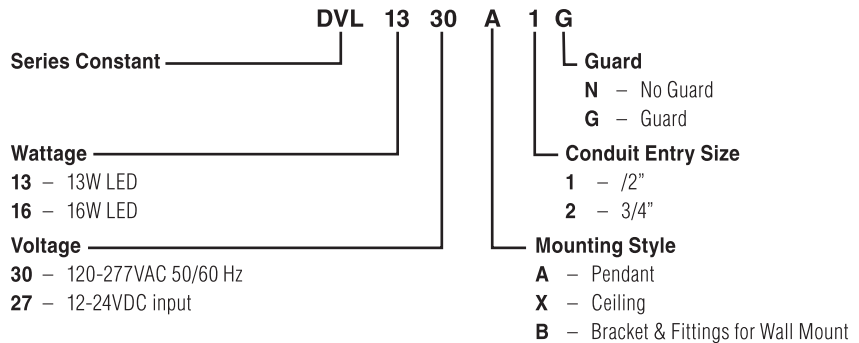 DVL 13 30 A 1 G
Series Constant
Guard
N – No Guard
G – Guard
Wattage
13 – 13W LED
16 – 16W LED
Conduit Entry Size
1 – /2”
2 – 3/4”
Voltage
30 – 120-277VAC 50/60 Hz
27 – 12-24VDC input
Mounting Style
A – Pendant
X – Ceiling
B – Bracket & Fittings for Wall Mount